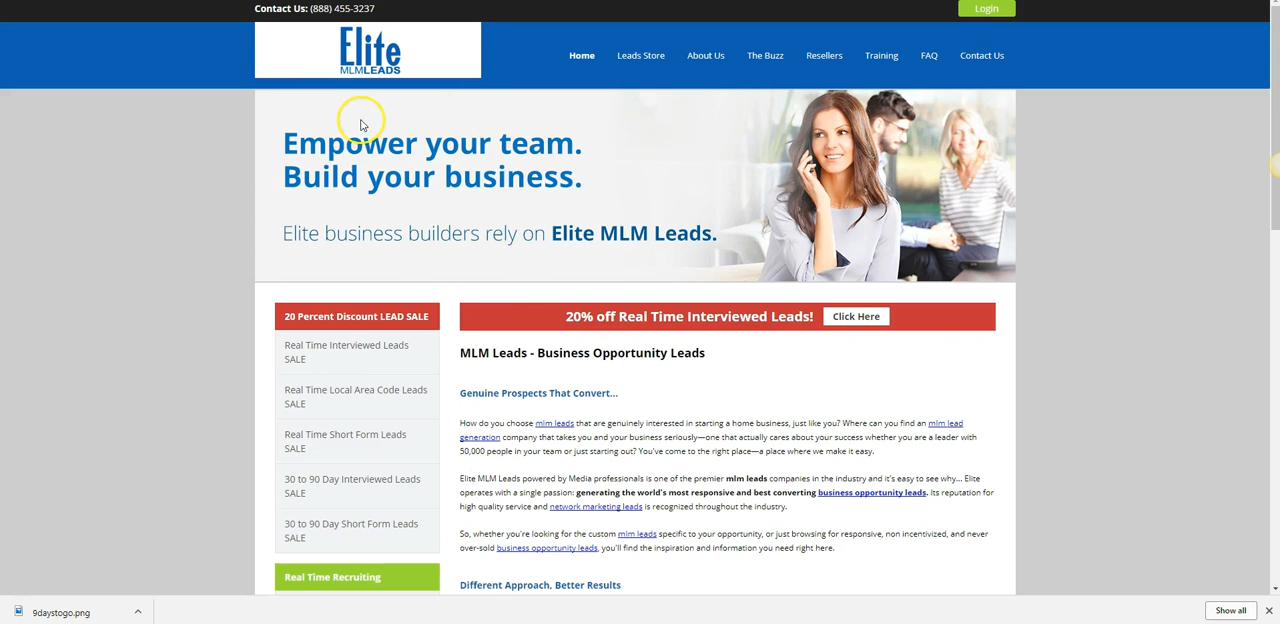 Contact Us: (888) 455-3237
Login
Elite
MLMLEADS
Home Leads Store About Us The Buzz Resellers Training FAQ Contact Us
Empower your team.
Build your business.
Elite business builders rely on Elite MLM Leads.
20 Percent Discount LEAD SALE
Real Time Interviewed Leads
SALE
Real Time Local Area Code Leads
SALE
Real Time Short Form Leads
SALE
30 to 90 Day Interviewed Leads
SALE
30 to 90 Day Short Form Leads
SALE
Real Time Recruiting
20% off Real Time Interviewed Leads! Click Here
MLM Leads - Business Opportunity Leads
Genuine Prospects That Convert...
How do you choose mlm leads that are genuinely interested in starting a home business, just like you? Where can you find an mlm lead
generation company that takes you and your business seriously—one that actually cares about your success whether you are a leader with
50,000 people in your team or just starting out? You've come to the right place—a place where we make it easy.
Elite MLM Leads powered by Media professionals is one of the premier mlm leads companies in the industry and it's easy to see why... Elite
operates with a single passion: generating the world's most responsive and best converting business opportunity leads. Its reputation for
high quality service and network marketing leads is recognized throughout the industry.
So, whether you're looking for the custom mlm leads specific to your opportunity, or just browsing for responsive, non incentivized, and never
over-sold business opportunity leads, you'll find the inspiration and information you need right here.
Different Approach, Better Results
9daystogo.png
Show all